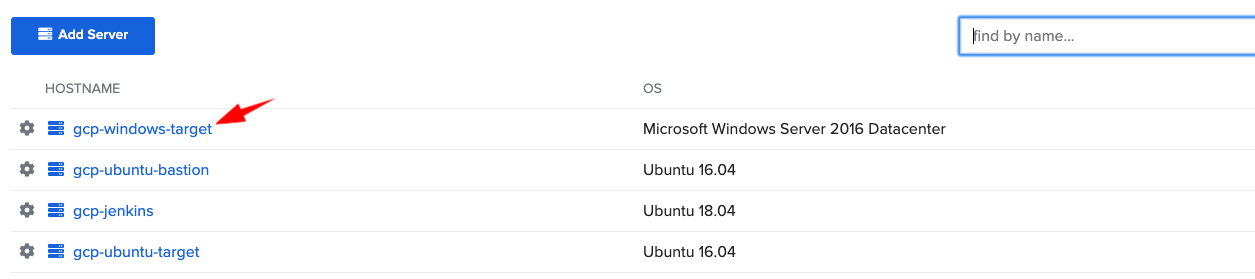 Add Server
find by name...
HOSTNAME OS
gcp-windows-target Microsoft Windows Server 2016 Datacenter
gcp-ubuntu-bastion Ubuntu 16.04
gcp-jenkins Ubuntu 18.04
gcp-ubuntu-target Ubuntu 16.04